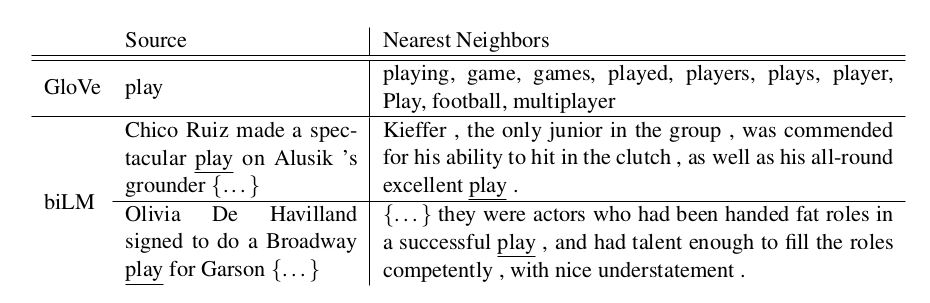 Source Nearest Neighbors
GloVe play playing, game, games, played, players, plays, player,
Play, football, multiplayer
biLM
Chico Ruiz made a spec-
tacular play on Alusik 's
grounder {...}
Kieffer , the only junior in the group , was commended
for his ability to hit in the clutch , as well as his all-round
excellent play .
Olivia De Havilland
signed to do a Broadway
play for Garson {...}
{...} they were actors who had been handed fat roles in
a successful play , and had talent enough to fill the roles
competently , with nice understatement .